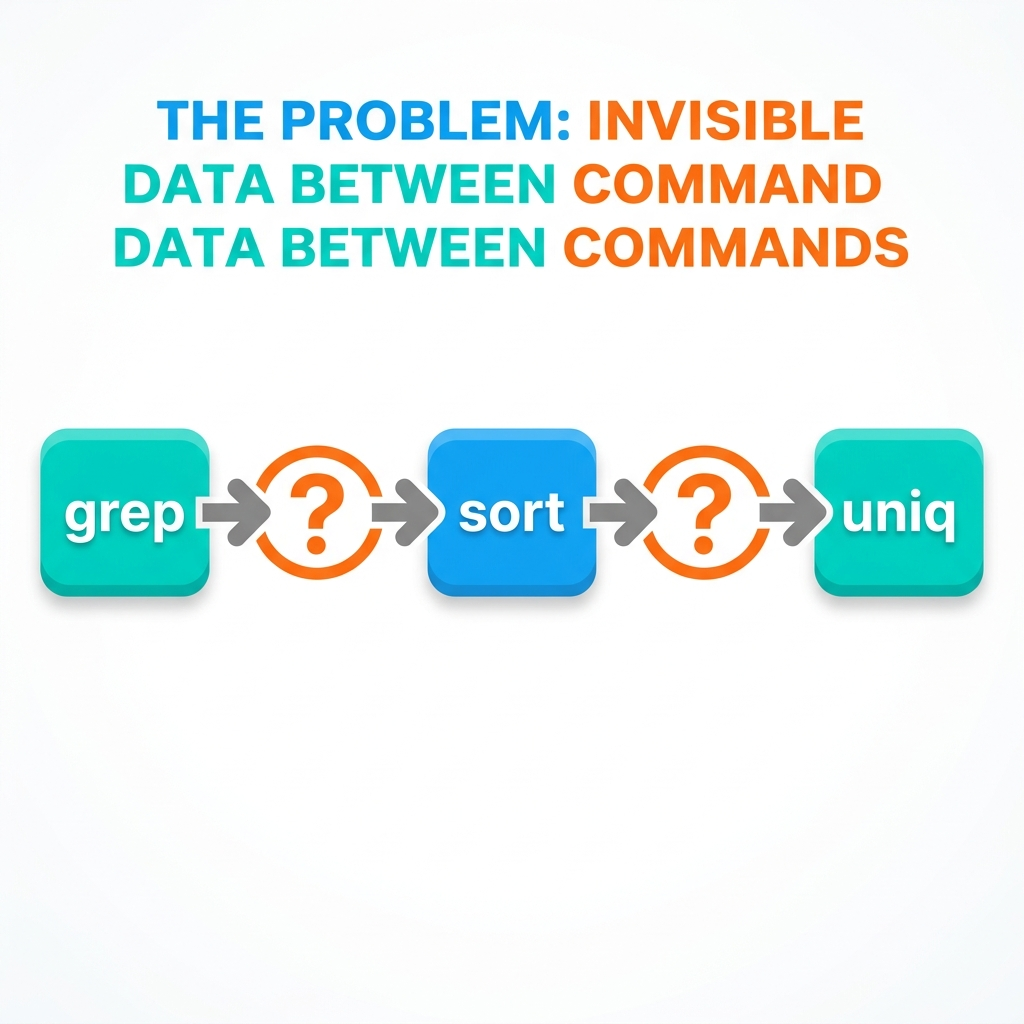 THE PROBLEM: INVISIBLE
DATA BETWEEN COMMAND
DATA BETWEEN COMMANDS
grep
?
sort
?
uniq